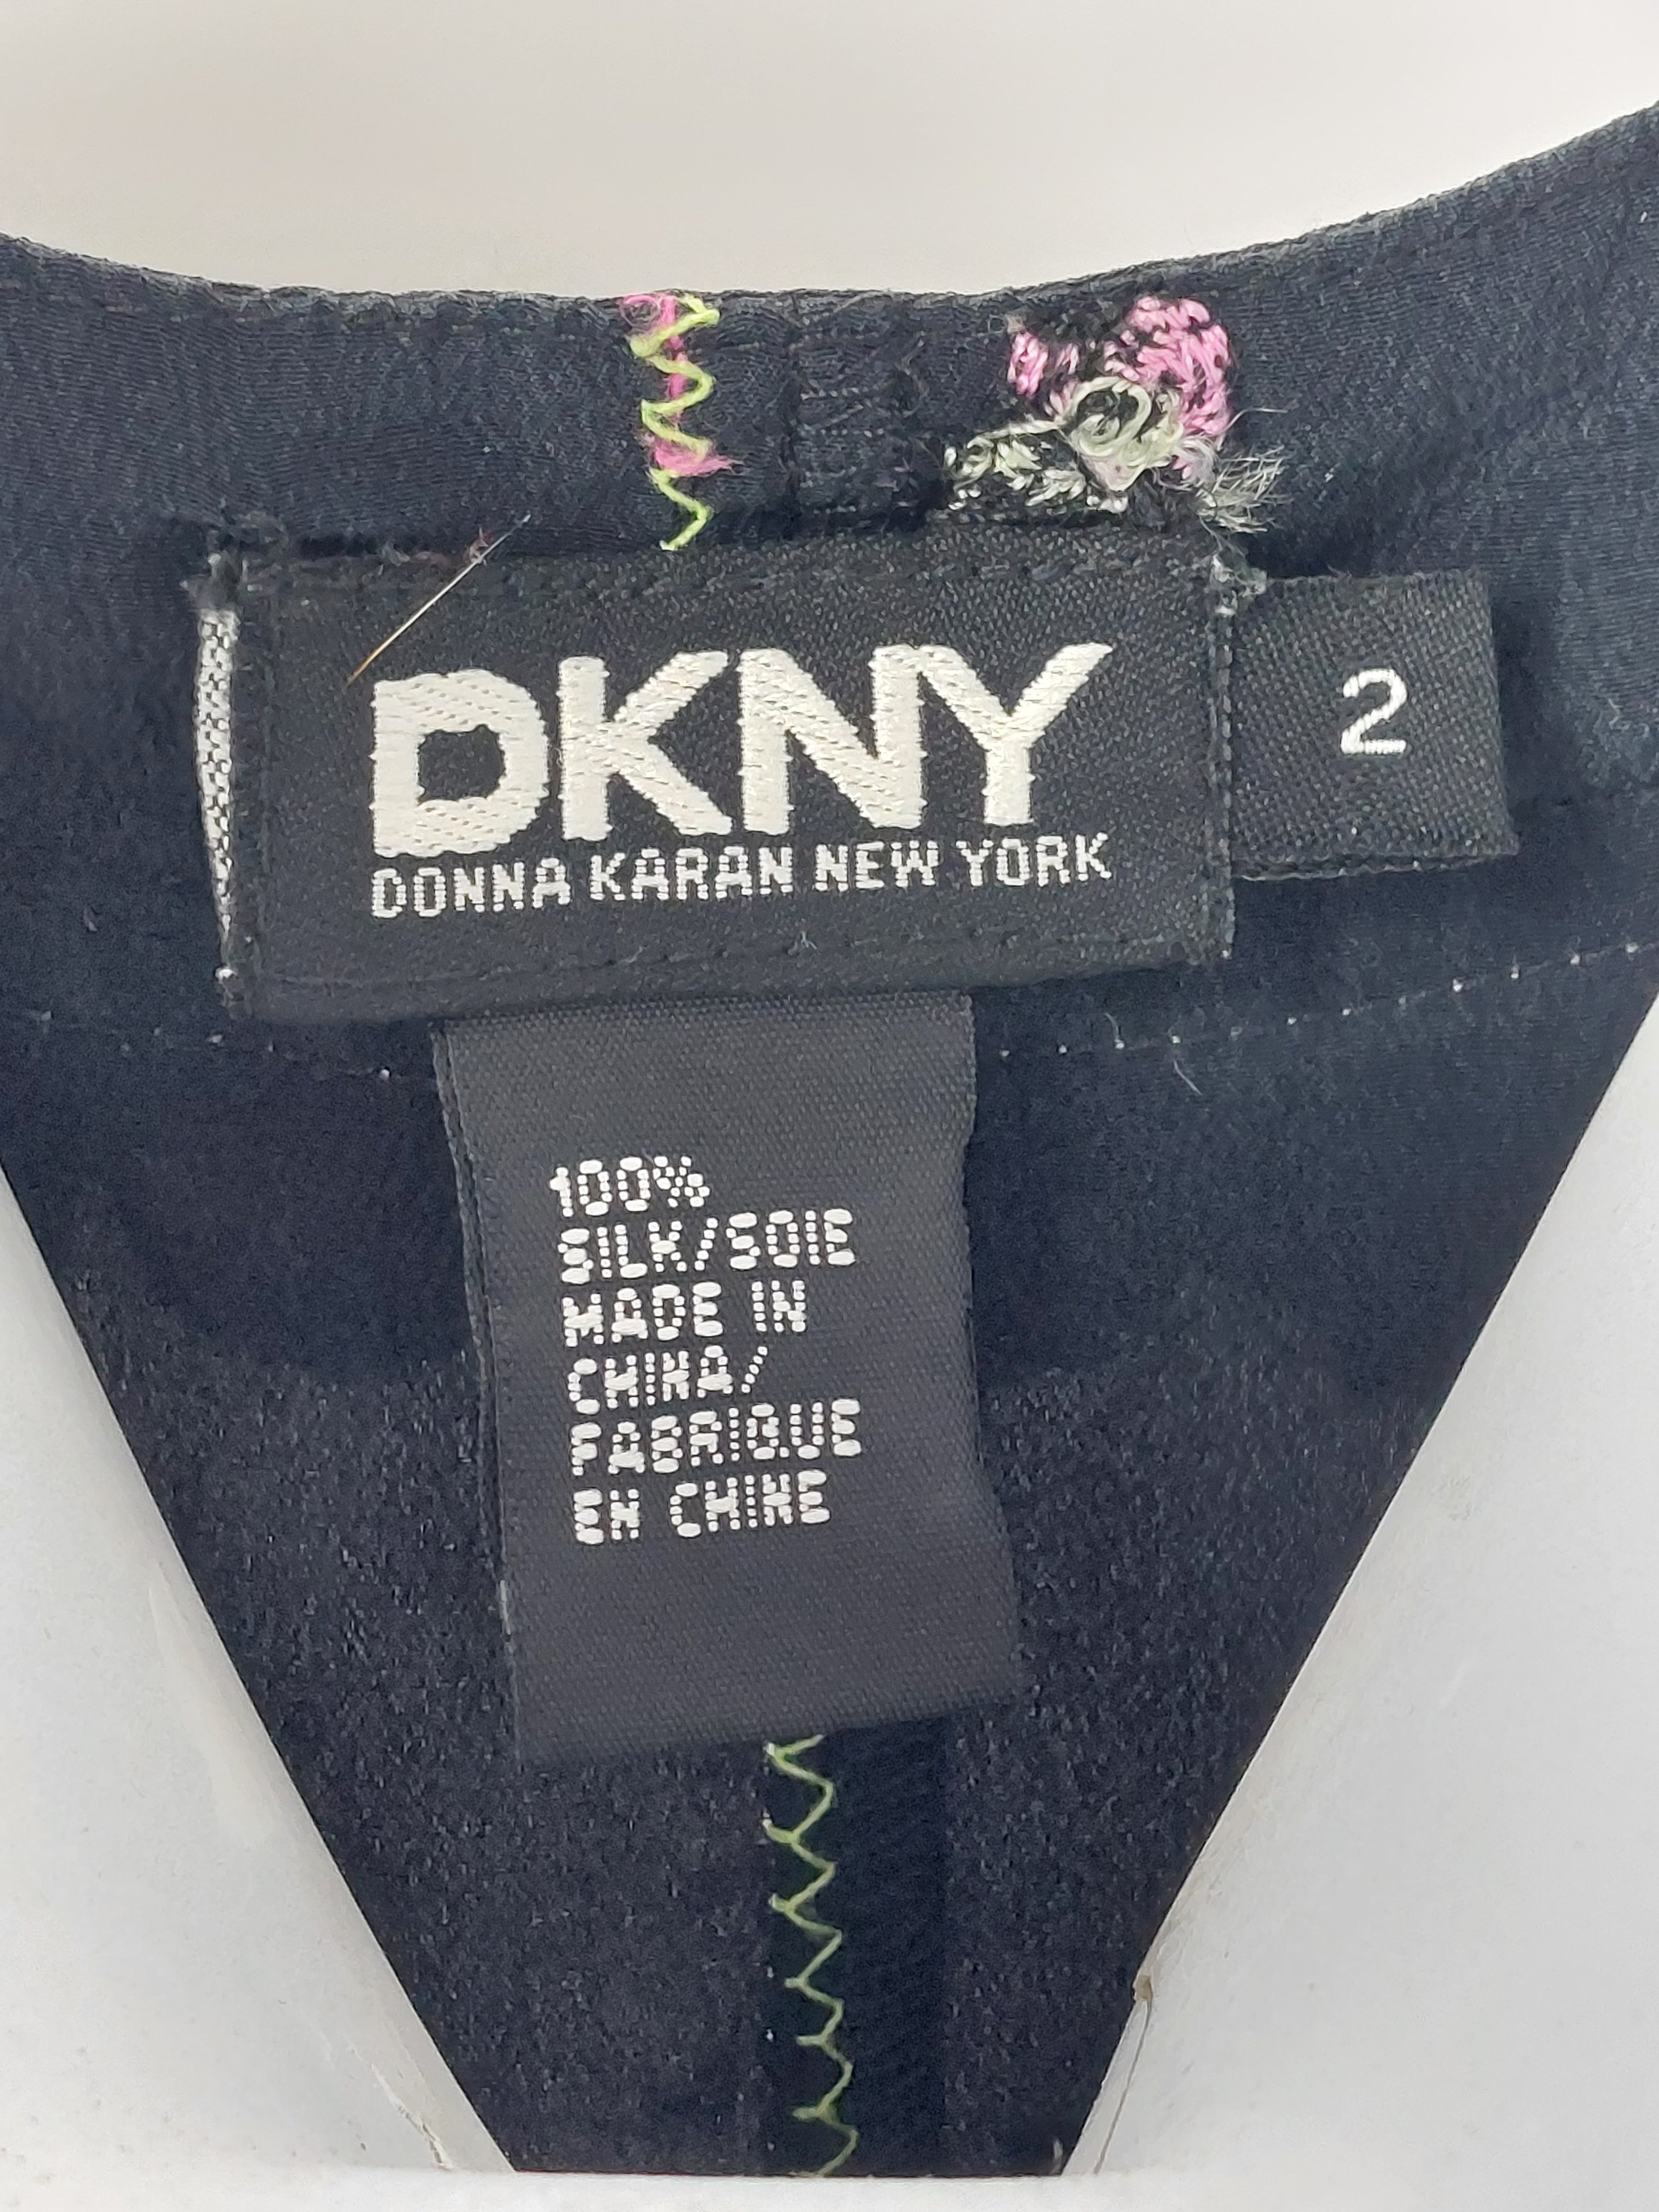 DKNY
DONNA KARAN NEW YORK
2
100%
SILK/SOIE
MADE IN
CHINA/
FABRIQUE
EN CHINE